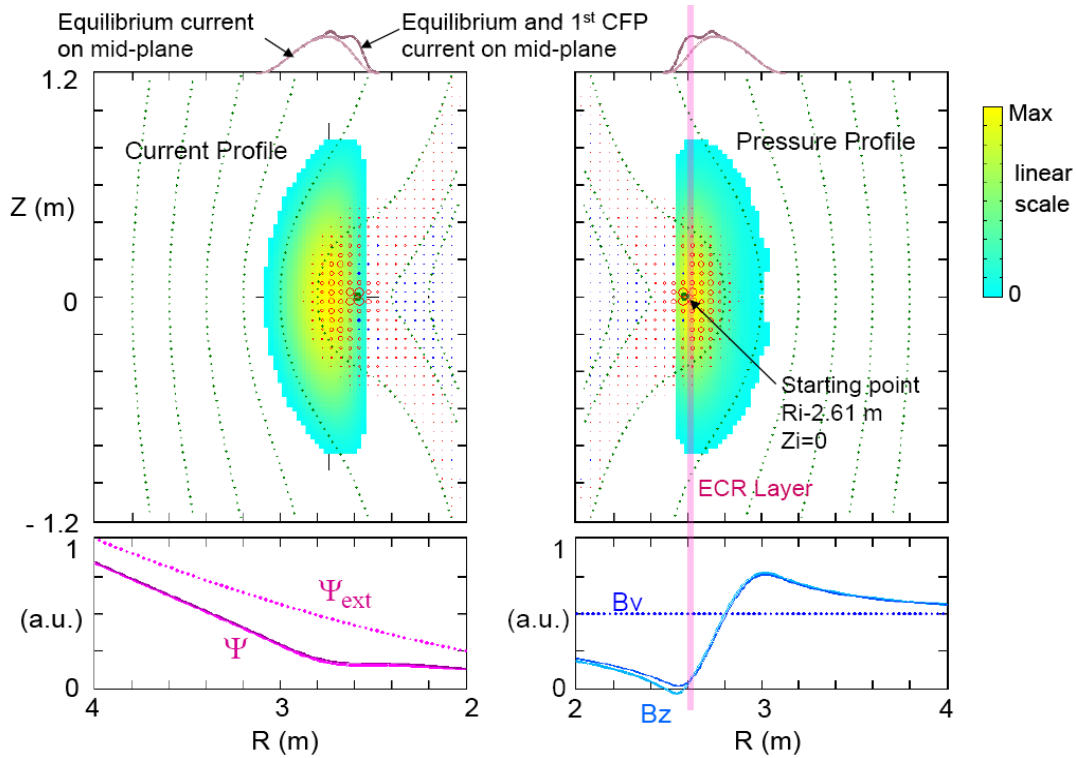 Equilibrium current
on mid-plane
Equilibrium and 1st CFP
current on mid-plane
1.2
Z (m)
0
- 1.2
Current Profile
Pressure Profile
Max
linear
scale
0
Starting point
Ri-2.61 m
Zi=0
ECR Layer
1
(a.u.)
0
Ψext
Ψ
4
3
2
R (m)
1
(a.u.)
0
Bv
Bz
2
3
4
R (m)